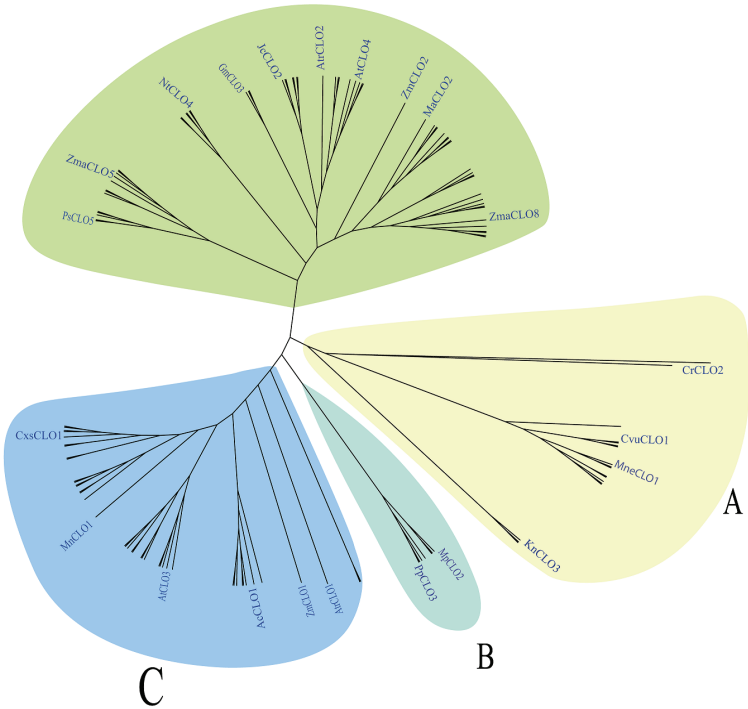 AtrCLO2
JcCLO2
AtCLO4
GmCLO3
ZmCLO2
MaCLO2
NtCLO4
ZmaCLO5
PsCLO5
ZmaCLO8
CrCLO2
CvuCLO1
MneCLO1
A
KnCLO3
MpCLO2
PpCLO3
B
CxsCLO1
MnCLO1
AtCLO3
AcCLO1
ZmCLO1
AtrCLO1
C